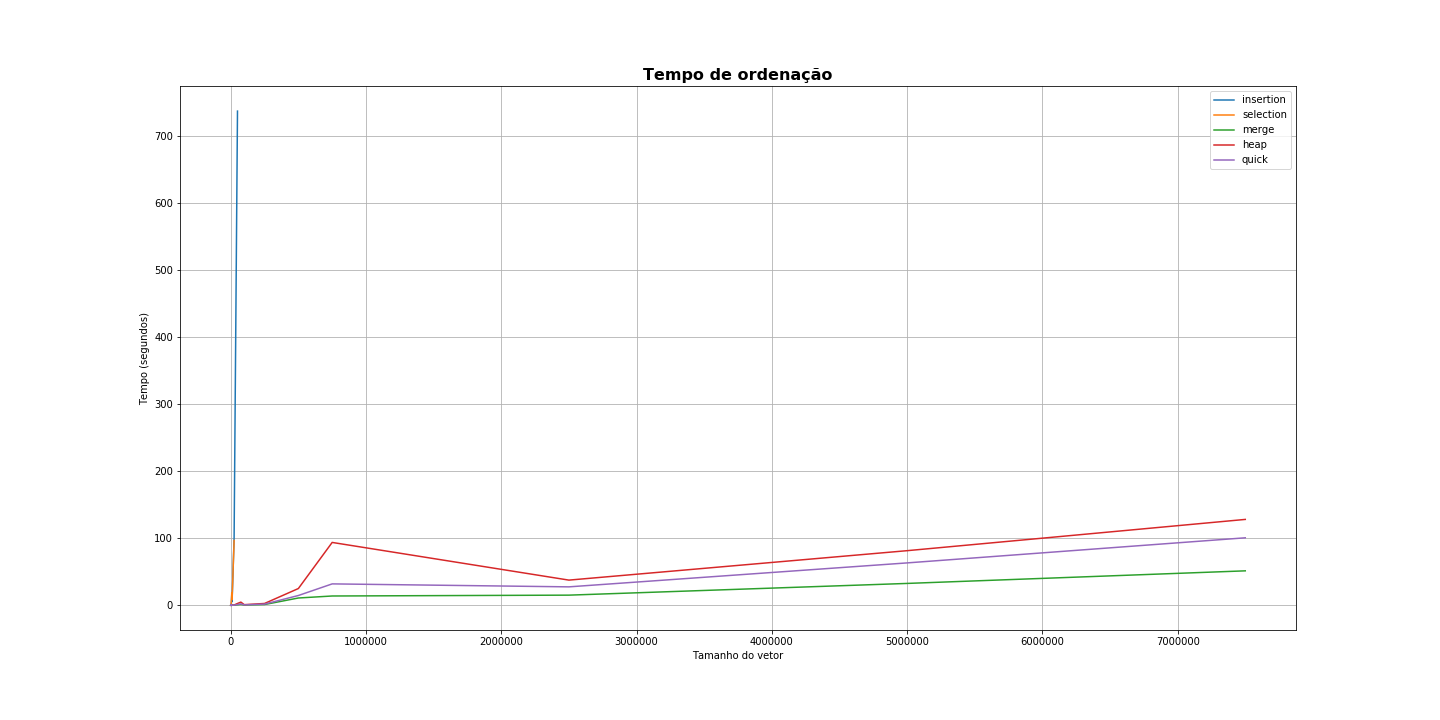 Tempo de ordenação
insertion
selection
merge
heap
quick
Tempo (segundos)
700
600
500
400
300
200
100
0
0 1000000 2000000 3000000 4000000 5000000 6000000 7000000
Tamanho do vetor